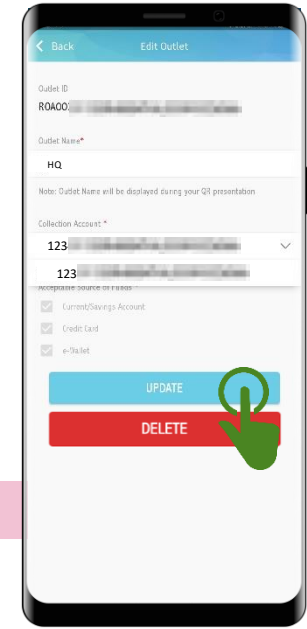 Back Edit Outlet
Outlet ID
ROA00
Outlet Name*
HQ
Note: Outlet Name will be displayed during your QR presentation
Collection Account *
123
123
Acceptable Source of Funds
Current/Savings Account
Credit Card
e-Wallet
UPDATE
DELETE